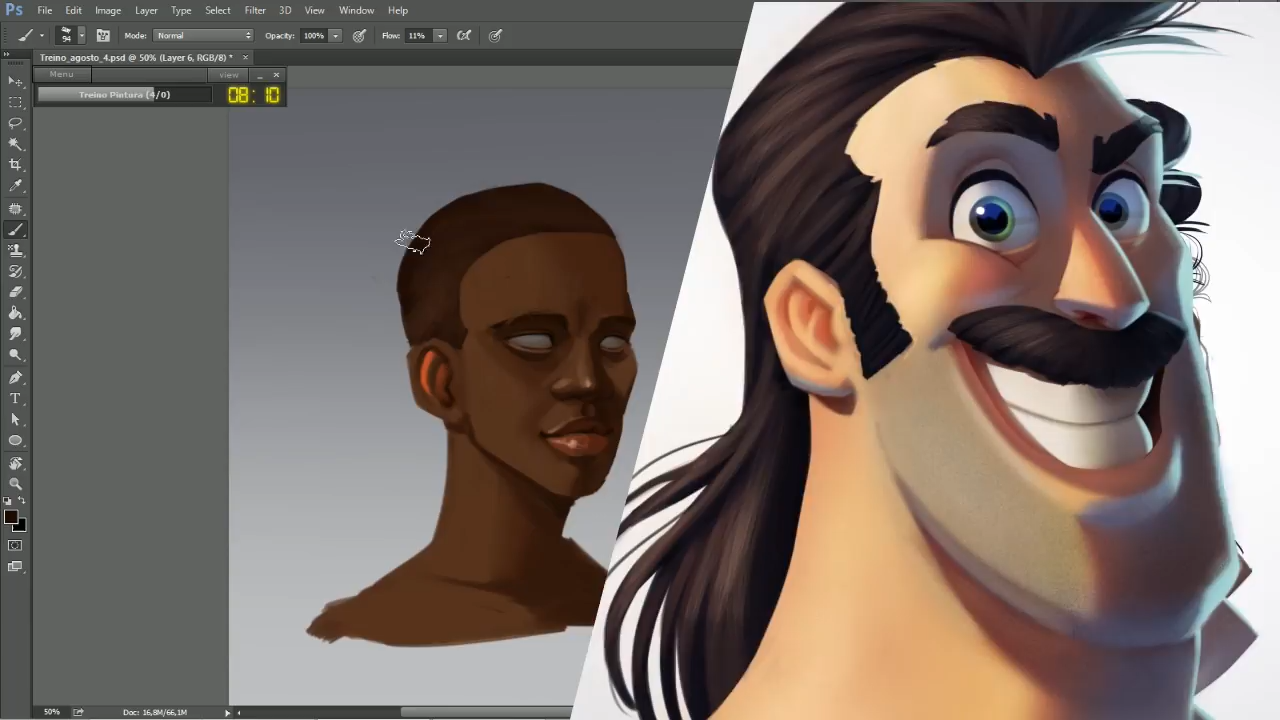 Ps File Edit Image Layer Type Select Filter 3D View Window Help
94 Mode: Normal Opacity: 100% Flow: 11%
Treino_agosto_4.psd @ 50% (Layer 6, RGB/8) * ×
Menu view
Treino Pintura (4/0) 08:10
50% Doc: 16,8M/66,1M